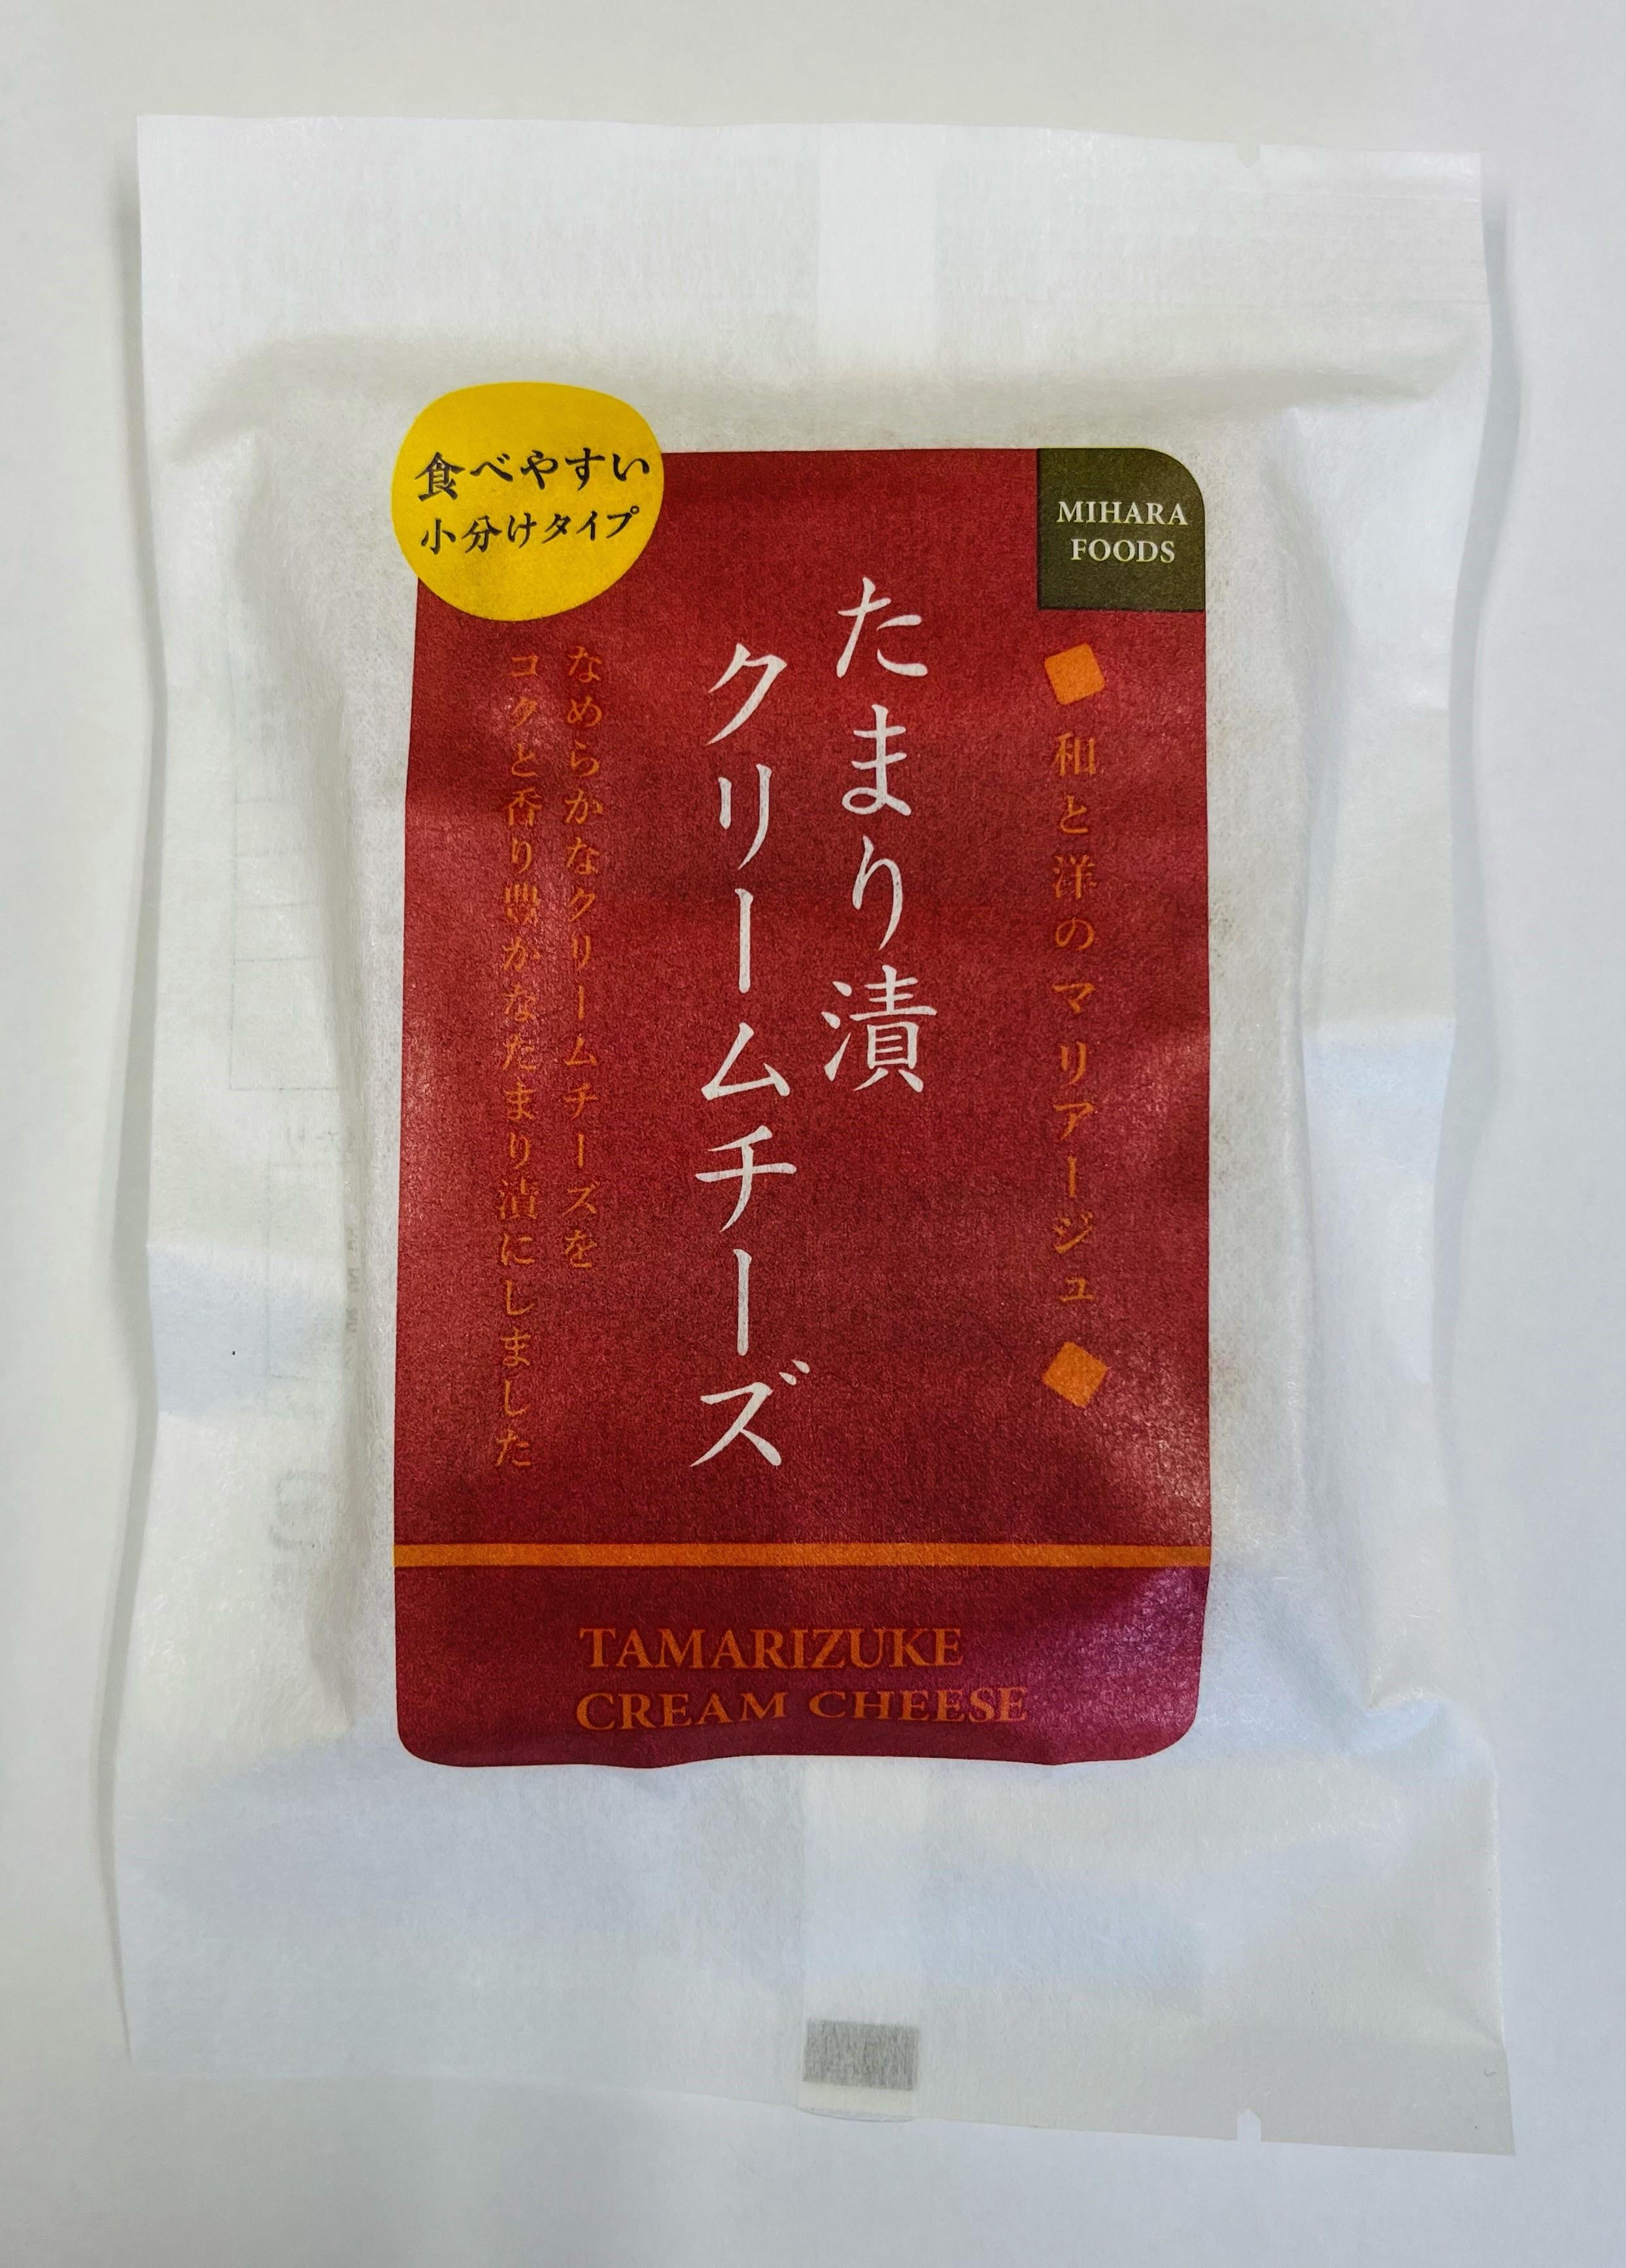 食べやすい
小分けタイプ
MIHARA
FOODS
和と洋のマリアージュ
たまり漬
クリームチーズ
なめらかなクリームチーズを
コクと香り豊かなたまり漬にしました
TAMARIZUKE
CREAM CHEESE